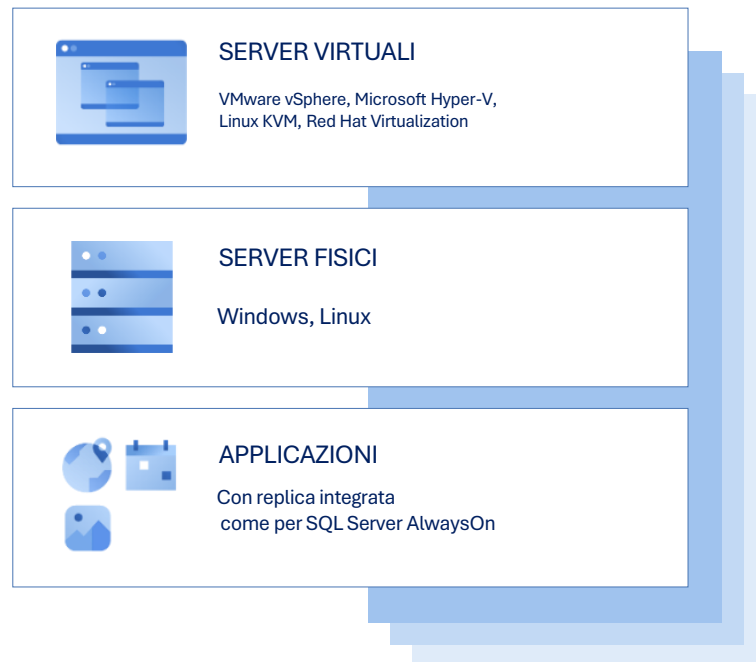 SERVER VIRTUALI
VMware vSphere, Microsoft Hyper-V,
Linux KVM, Red Hat Virtualization
SERVER FISICI
Windows, Linux
APPLICAZIONI
Con replica integrata
come per SQL Server AlwaysOn